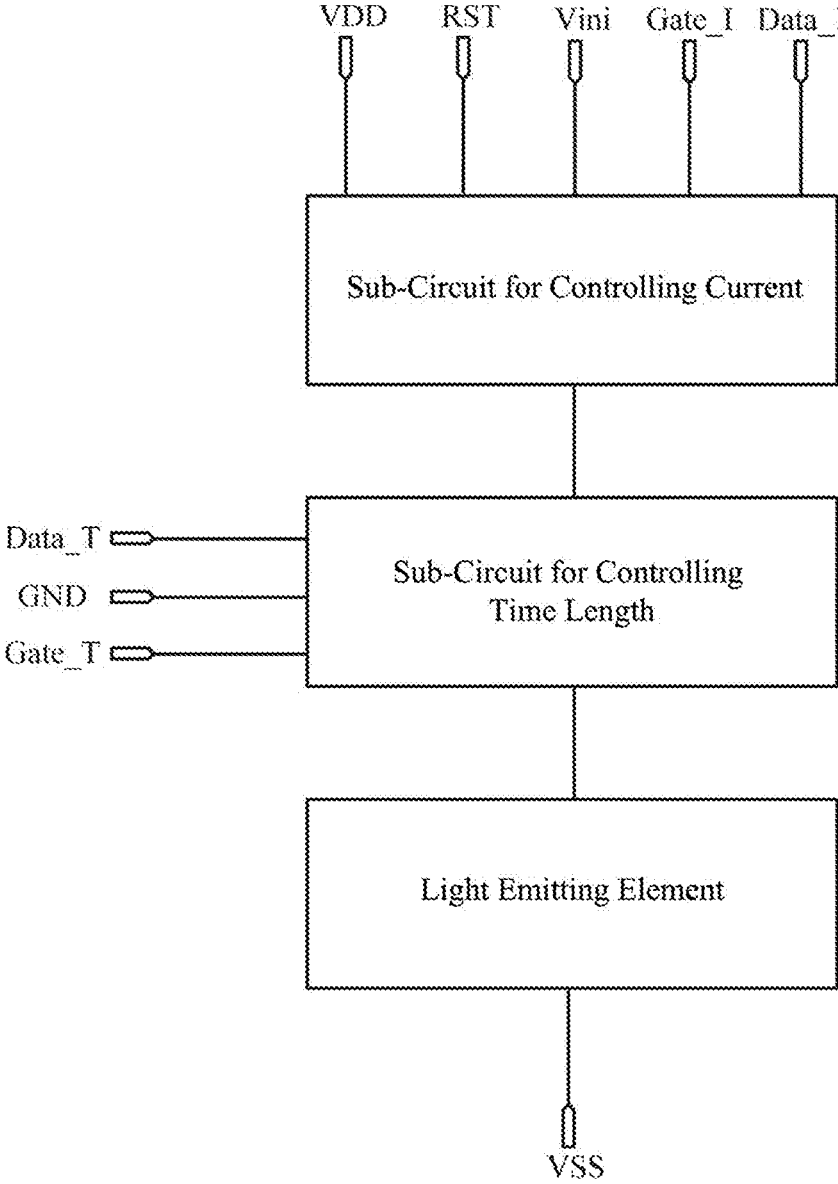 VDD RST Vini Gate_I Data_
Sub-Circuit for Controlling Current
Data_T
GND
Gate_T
Sub-Circuit for Controlling
Time Length
Light Emitting Element
VSS